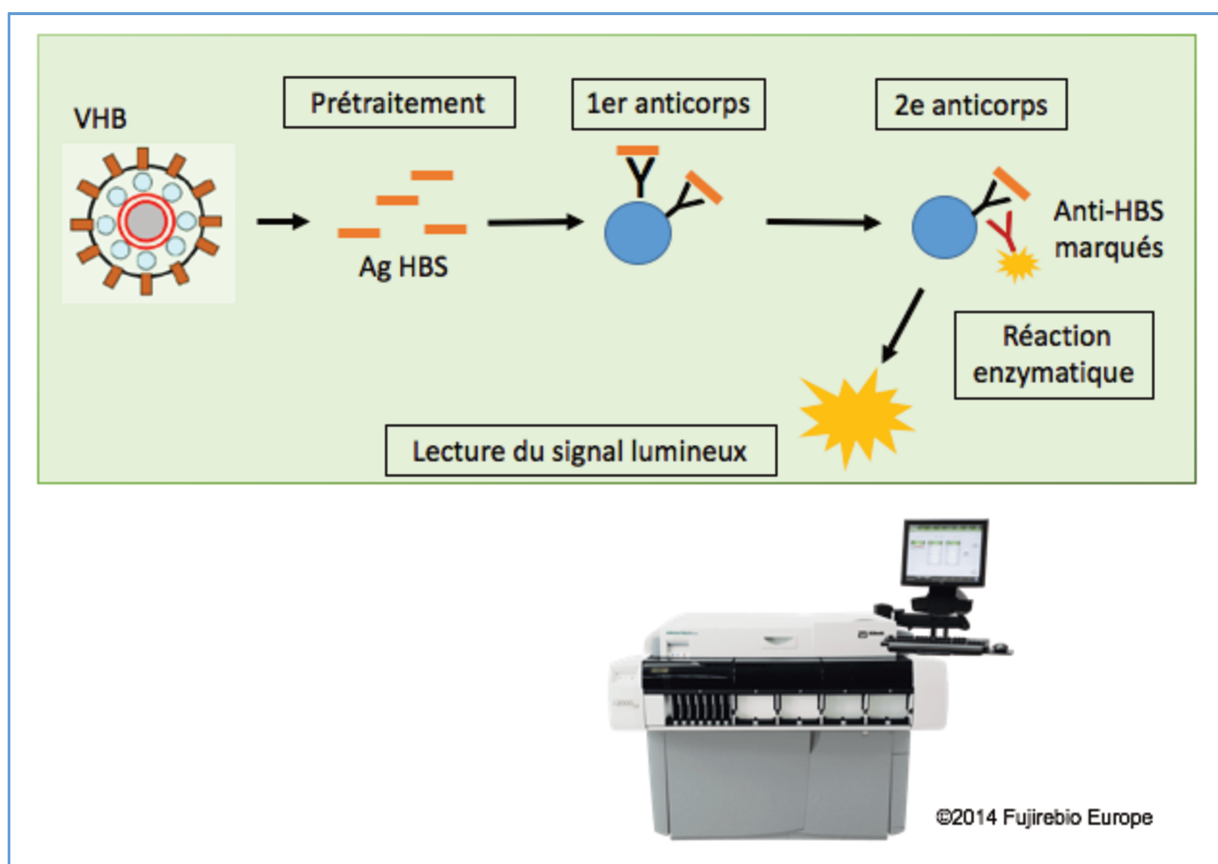 VHB
Prétraitement
1er anticorps
2e anticorps
Ag HBS
Anti-HBS
marqués
Réaction
enzymatique
Lecture du signal lumineux
©2014 Fujirebio Europe